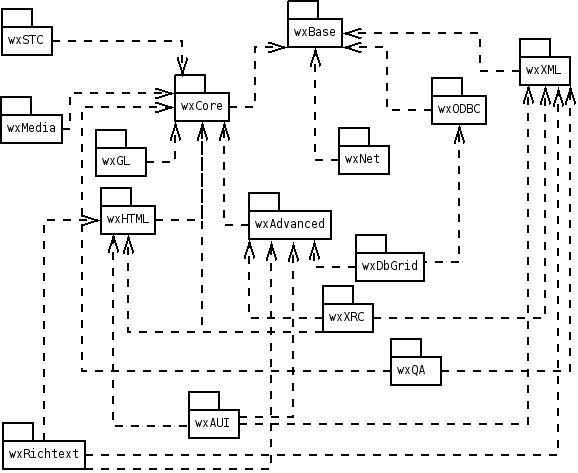 wxBase
wxSTC
wxXML
wxCore
wxODBC
wxMedia
wxGL
wxNet
wxHTML
wxAdvanced
wxDbGrid
wxXRC
wxQA
wxAUI
wxRichtext